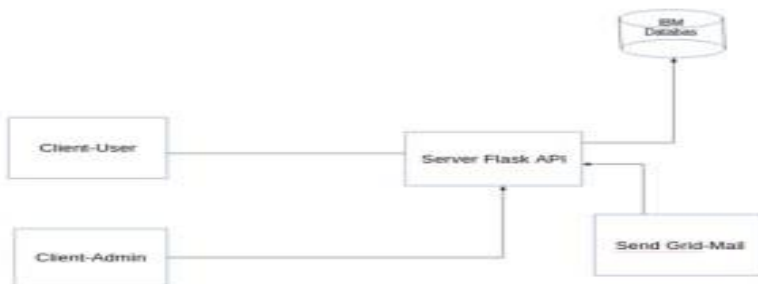 IBM
Databas
Client-User
Server Flask API
Send Grid-Mail
Client-Admin